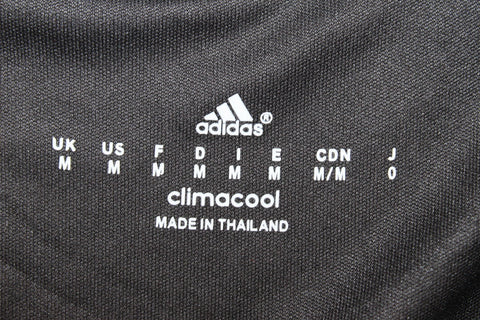 adidas®
UK US F D I E CDN J
M M M M M M M/M O
climacool
MADE IN THAILAND